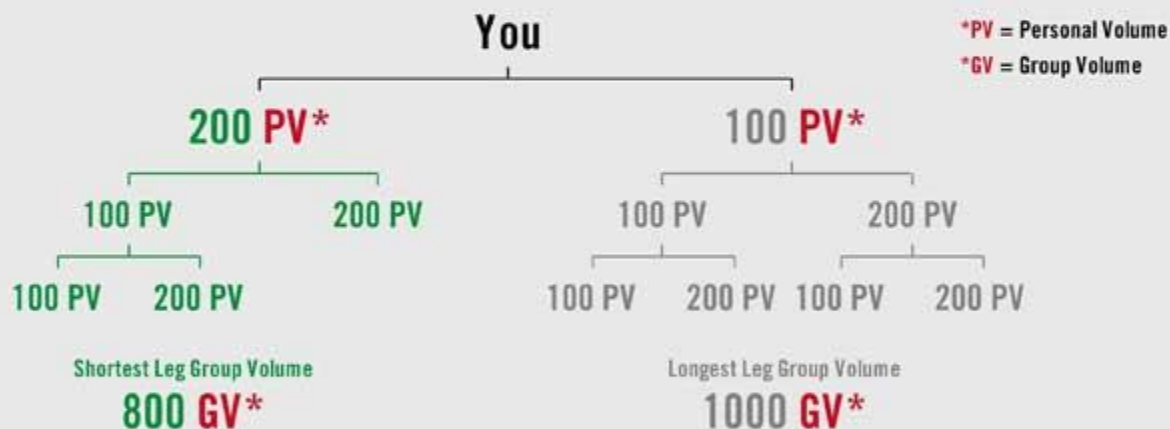 You
*PV = Personal Volume
*GV = Group Volume
200 PV* 100 PV*
100 PV 200 PV 100 PV 200 PV
100 PV 200 PV 100 PV 200 PV 100 PV 200 PV
Shortest Leg Group Volume Longest Leg Group Volume
800 GV* 1000 GV*